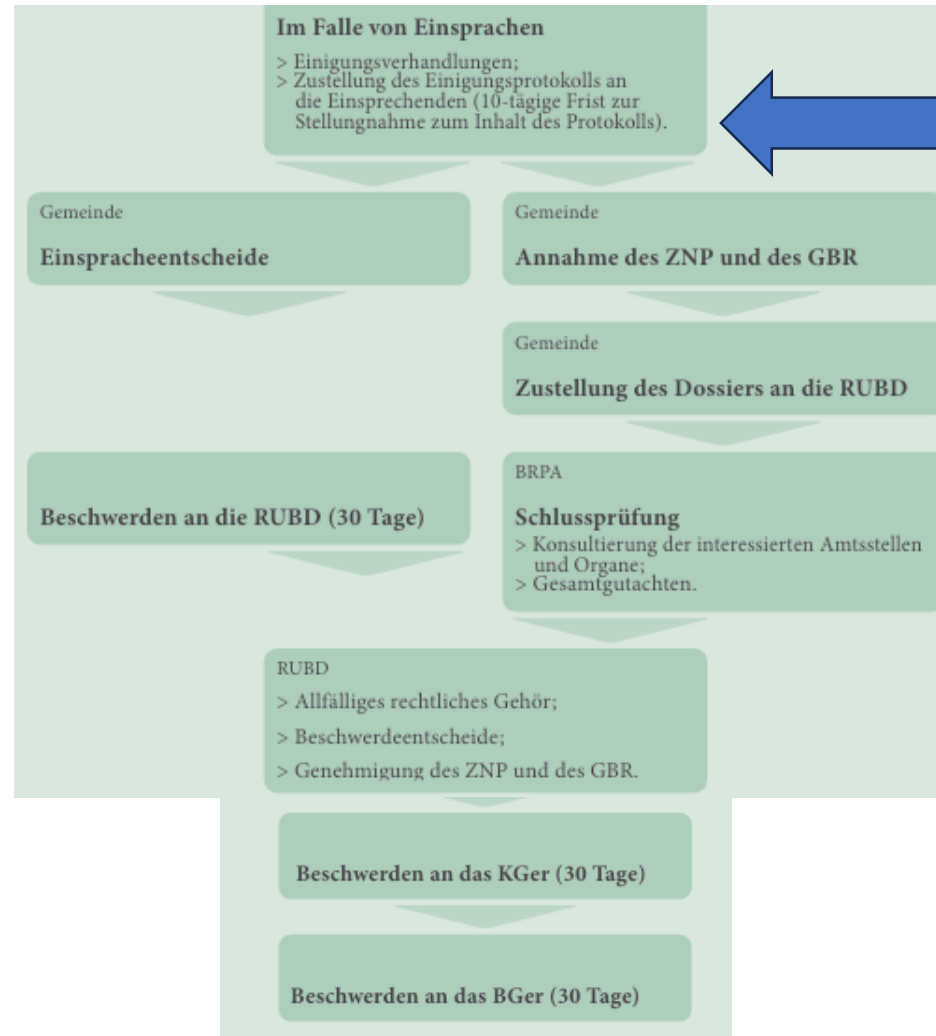 Im Falle von Einsprachen
> Einigungsverhandlungen;
> Zustellung des Einigungsprotokolls an
die Einsprechenden (10-tägige Frist zur
Stellungnahme zum Inhalt des Protokolls).
Gemeinde
Einspracheentscheide
Gemeinde
Annahme des ZNP und des GBR
Gemeinde
Zustellung des Dossiers an die RUBD
Beschwerden an die RUBD (30 Tage)
BRPA
Schlussprüfung
> Konsultierung der interessierten Amtsstellen
und Organe;
> Gesamtgutachten.
RUBD
> Allfälliges rechtliches Gehör;
> Beschwerdeentscheide;
> Genehmigung des ZNP und des GBR.
Beschwerden an das KGer (30 Tage)
Beschwerden an das BGer (30 Tage)